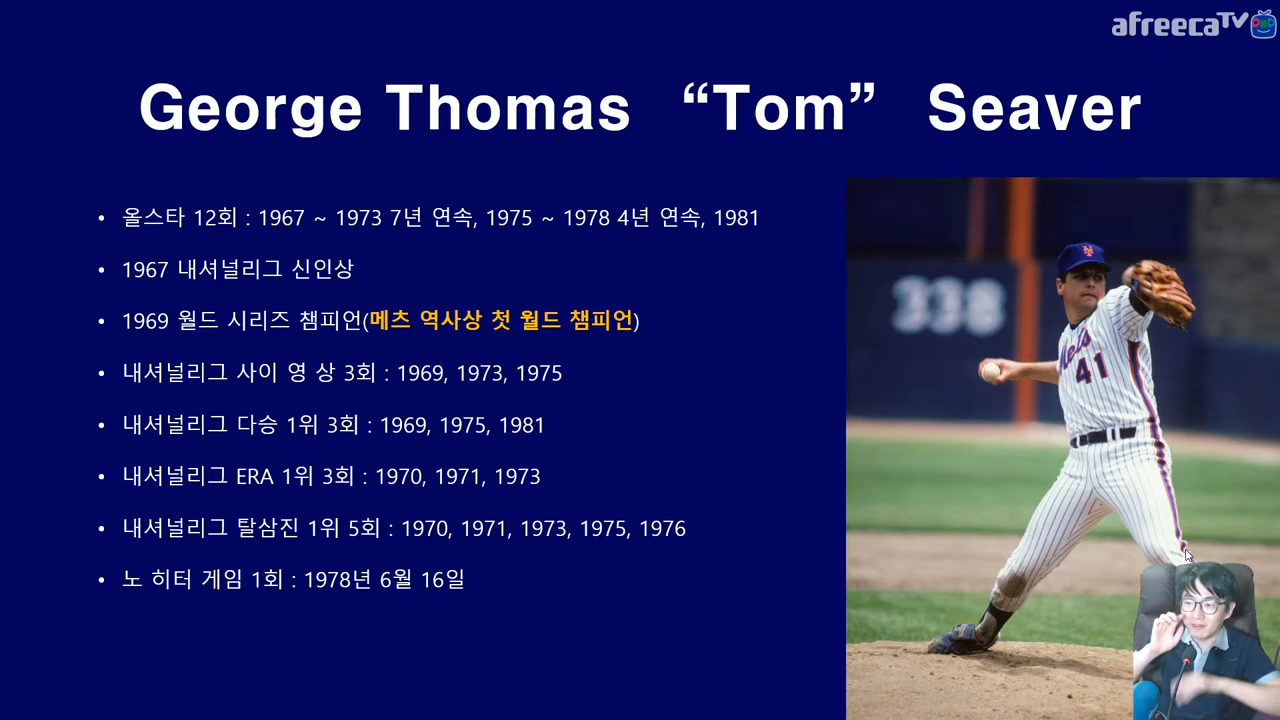 afreecaTV
George Thomas “Tom” Seaver
• 올스타 12회 : 1967 ~ 1973 7년 연속, 1975 ~ 1978 4년 연속, 1981
• 1967 내셔널리그 신인상
• 1969 월드 시리즈 챔피언(메츠 역사상 첫 월드 챔피언)
• 내셔널리그 사이 영 상 3회 : 1969, 1973, 1975
• 내셔널리그 다승 1위 3회 : 1969, 1975, 1981
• 내셔널리그 ERA 1위 3회 : 1970, 1971, 1973
• 내셔널리그 탈삼진 1위 5회 : 1970, 1971, 1973, 1975, 1976
• 노 히터 게임 1회 : 1978년 6월 16일
338
Mets
41